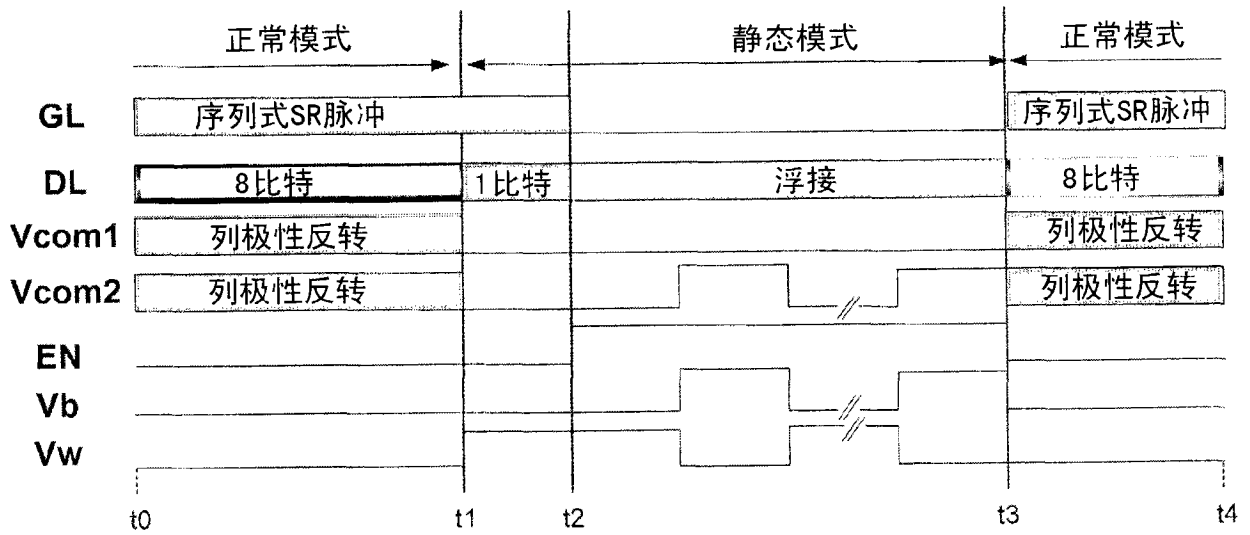 正常模式 静态模式 正常模式
GL 序列式SR脉冲 序列式SR脉冲
DL 8比特 1比特 浮接 8比特
Vcom1 列极性反转 列极性反转
Vcom2 列极性反转 列极性反转
EN
Vb
Vw
t0 t1 t2 t3 t4